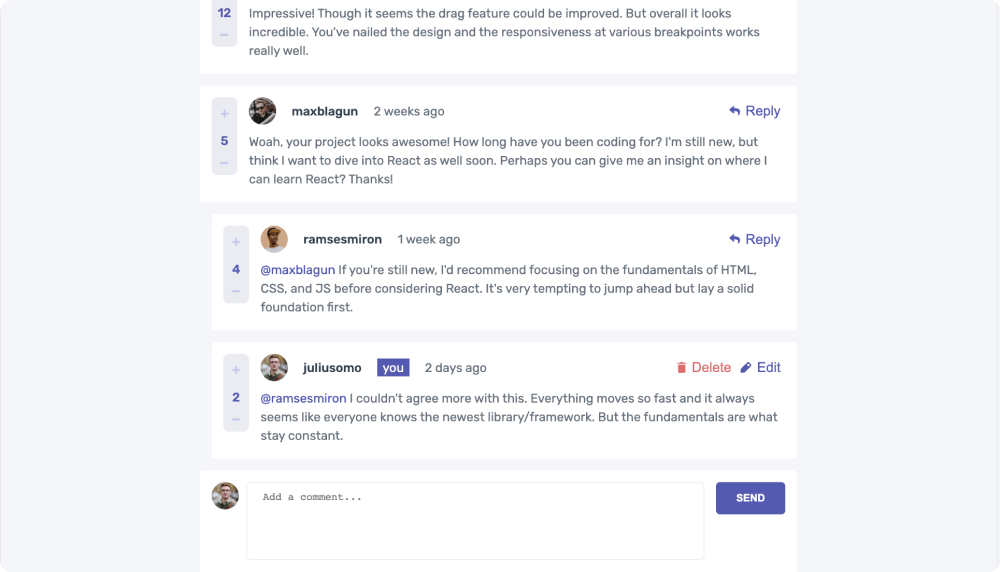 12
Impressive! Though it seems the drag feature could be improved. But overall it looks
incredible. You've nailed the design and the responsiveness at various breakpoints works
really well.
–
+
maxblagun 2 weeks ago Reply
5
Woah, your project looks awesome! How long have you been coding for? I'm still new, but
think I want to dive into React as well soon. Perhaps you can give me an insight on where I
can learn React? Thanks!
–
+
ramsesmiron 1 week ago Reply
4
@maxblagun If you're still new, I'd recommend focusing on the fundamentals of HTML,
CSS, and JS before considering React. It's very tempting to jump ahead but lay a solid
foundation first.
–
+
juliusomo you 2 days ago Delete Edit
2
@ramsesmiron I couldn't agree more with this. Everything moves so fast and it always
seems like everyone knows the newest library/framework. But the fundamentals are what
stay constant.
–
Add a comment...
SEND